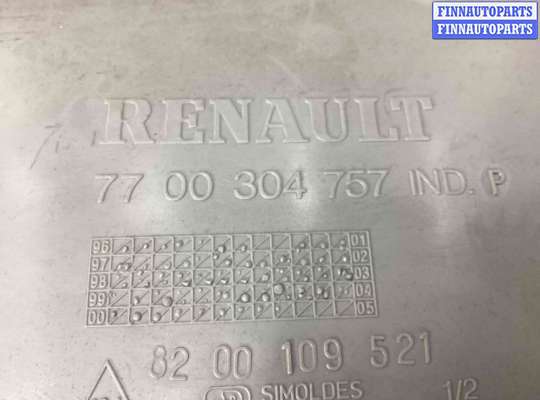 FINNAUTOPARTS
FINNAUTOPARTS
RENAULT
77 00 304 757 IND. P
96 01
97 02
98 03
99 04
00 05
82 00 109 521
SIMOLDES 1/2